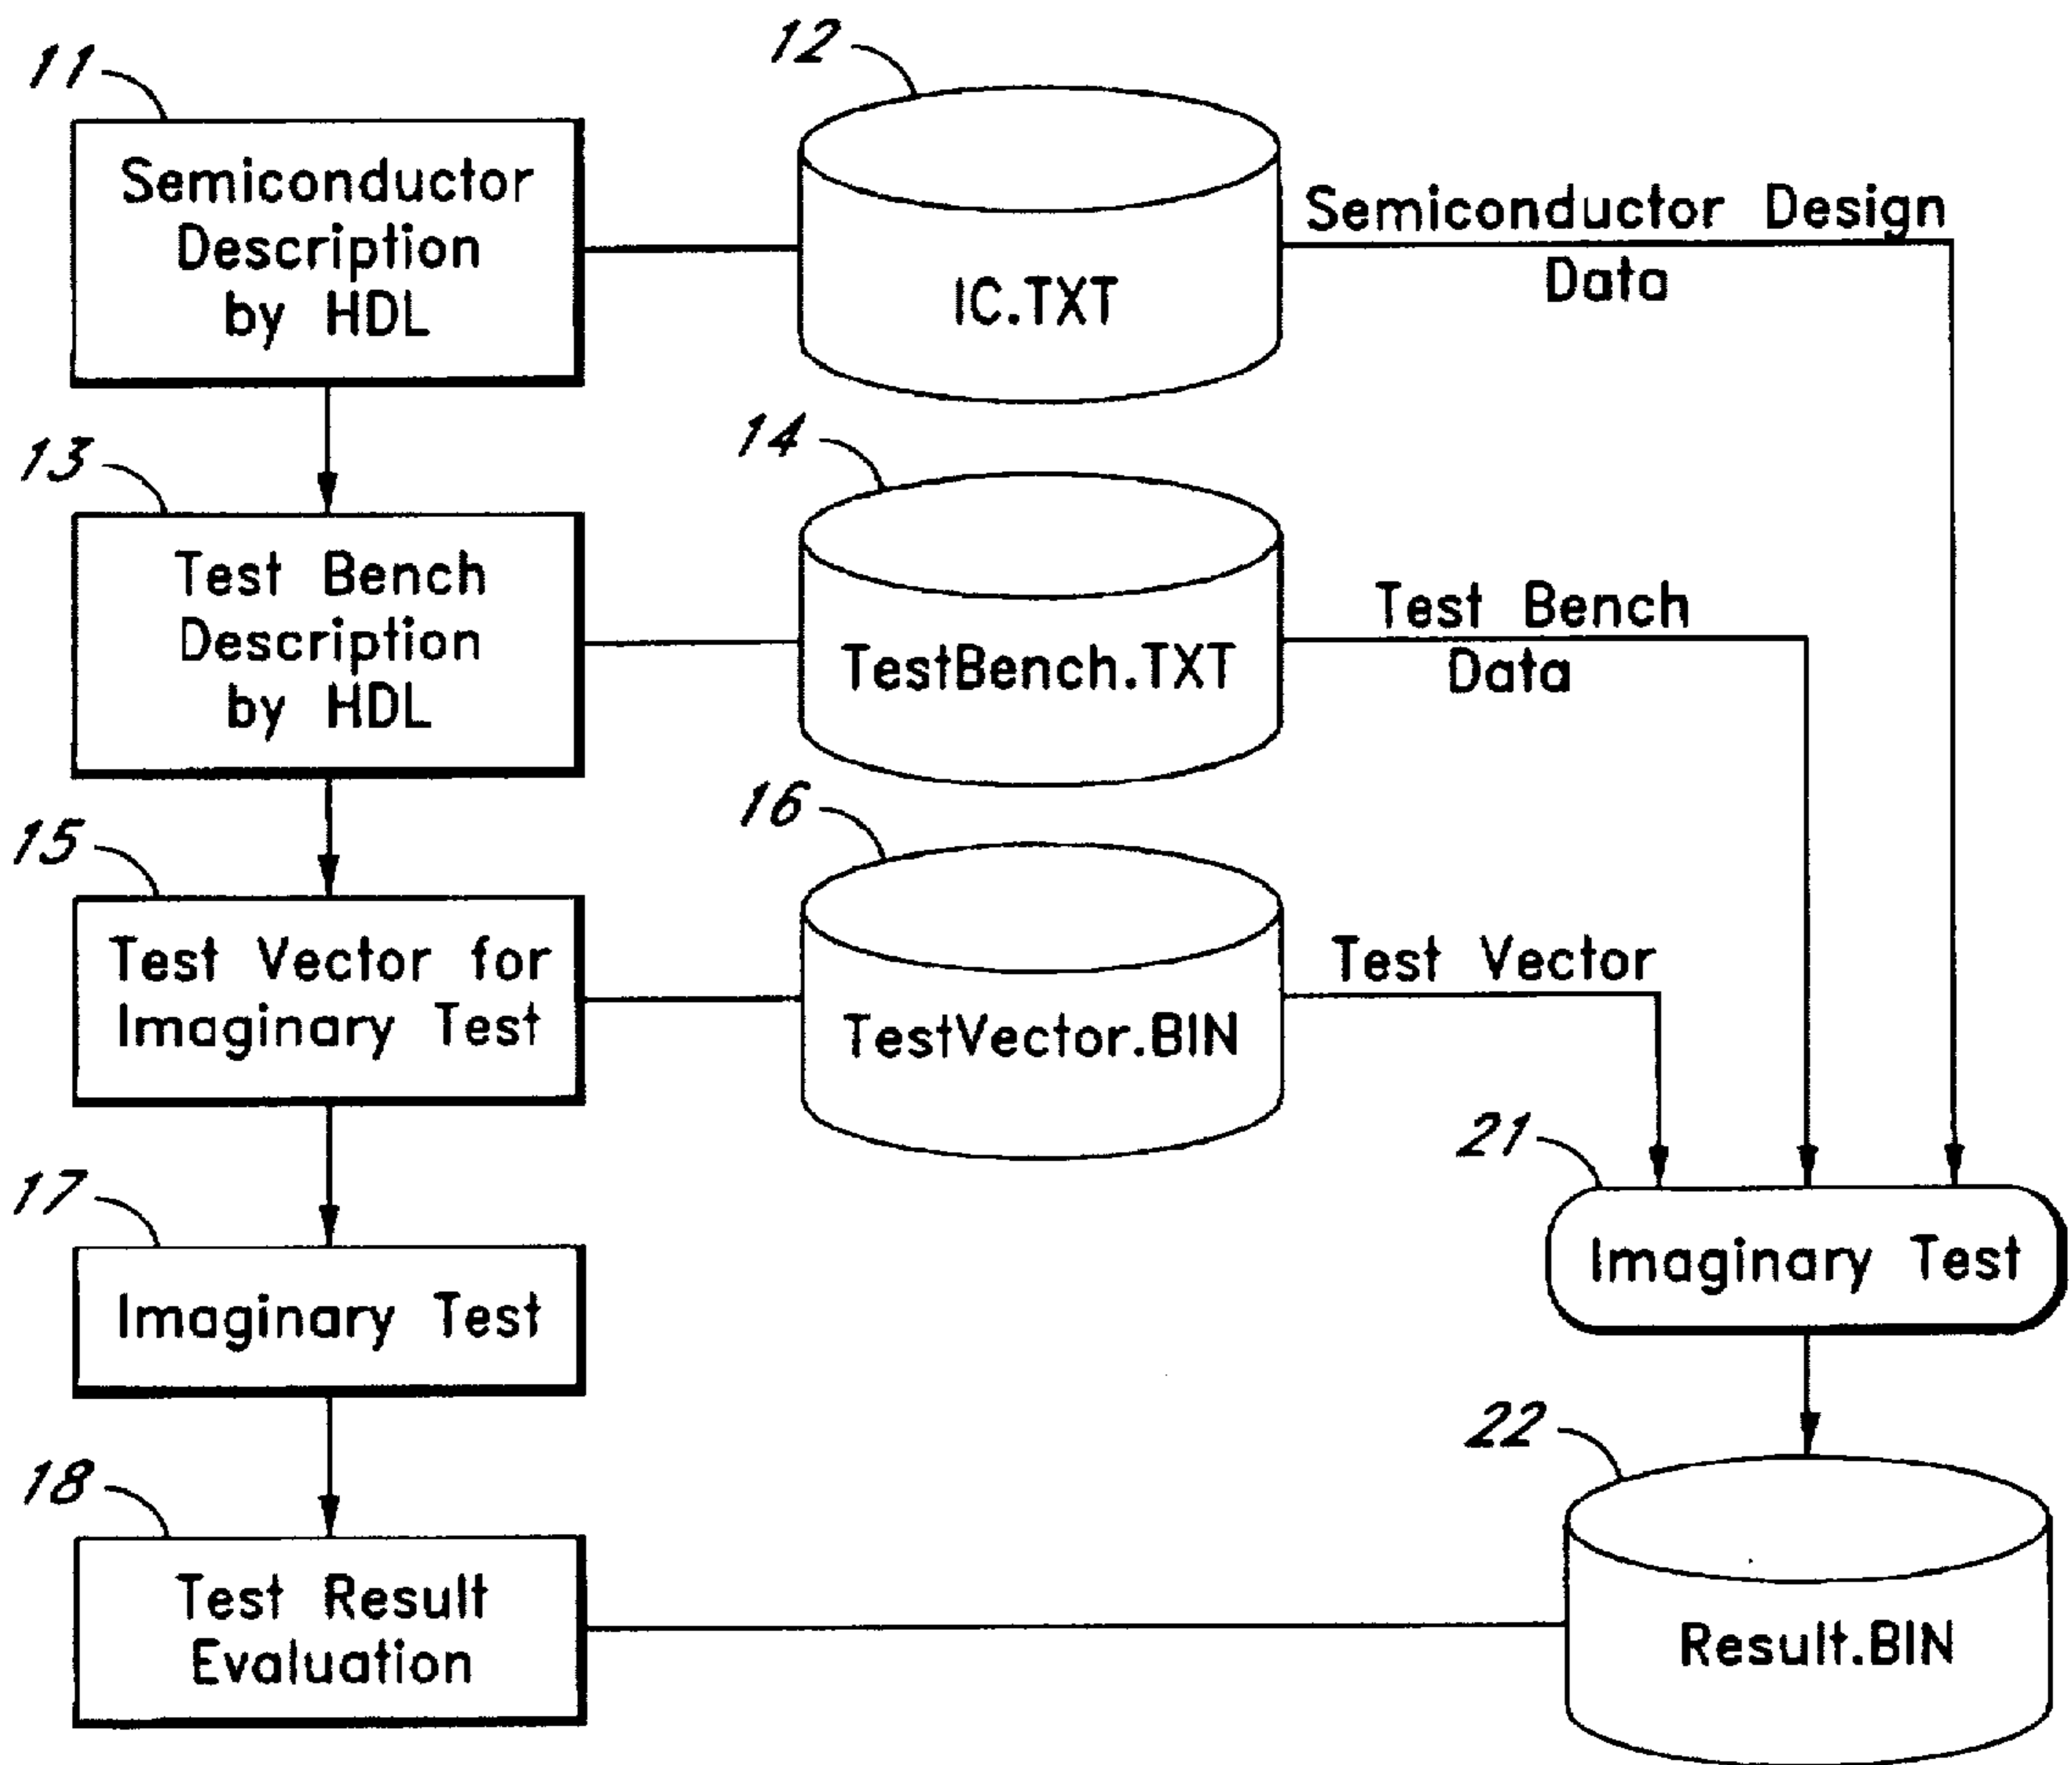 11
Semiconductor
Description
by HDL
12
IC.TXT
Semiconductor Design
Data
13
Test Bench
Description
by HDL
14
TestBench.TXT
Test Bench
Data
15
Test Vector for
Imaginary Test
16
TestVector.BIN
Test Vector
17
Imaginary Test
21
Imaginary Test
18
Test Result
Evaluation
22
Result.BIN